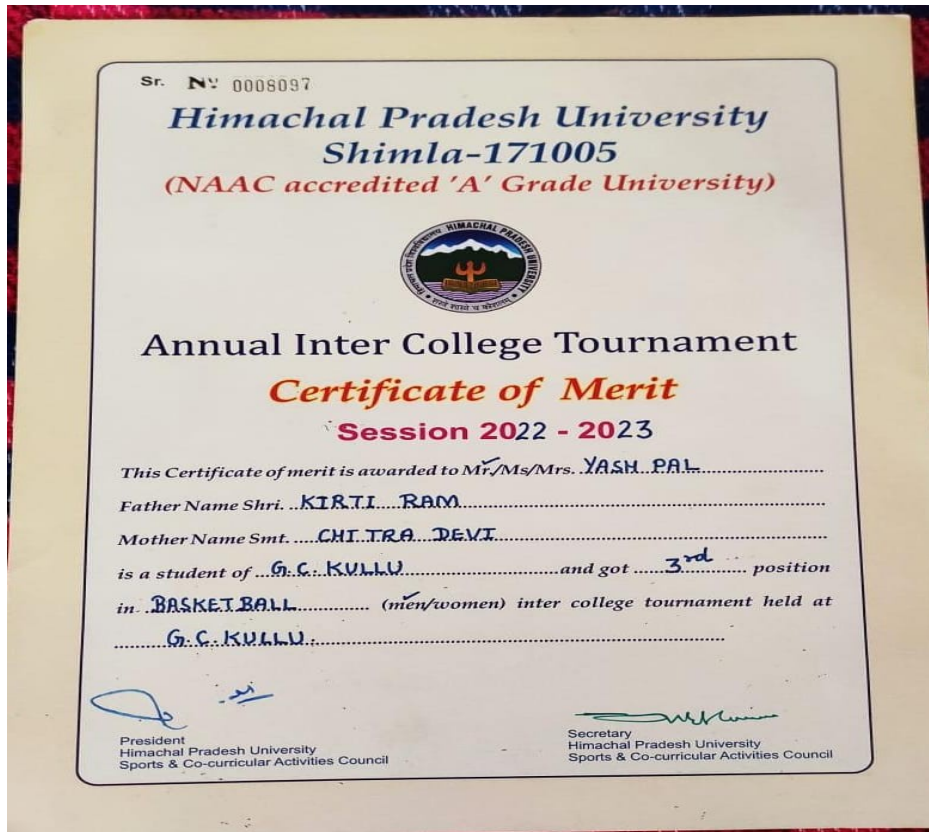 Sr. No 0008097
Himachal Pradesh University
Shimla-171005
(NAAC accredited 'A' Grade University)
HIMACHAL PRADESH UNIVERSITY
Annual Inter College Tournament
Certificate of Merit
Session 2022 - 2023
This Certificate of merit is awarded to Mr./Ms/Mrs. YASH PAL
Father Name Shri. KIRTI RAM
Mother Name Smt. CHITTRA DEVI
is a student of G.C. KULLU and got 3rd position
in BASKETBALL (men/women) inter college tournament held at
G.C. KULLU.
President
Himachal Pradesh University
Sports & Co-curricular Activities Council
Secretary
Himachal Pradesh University
Sports & Co-curricular Activities Council